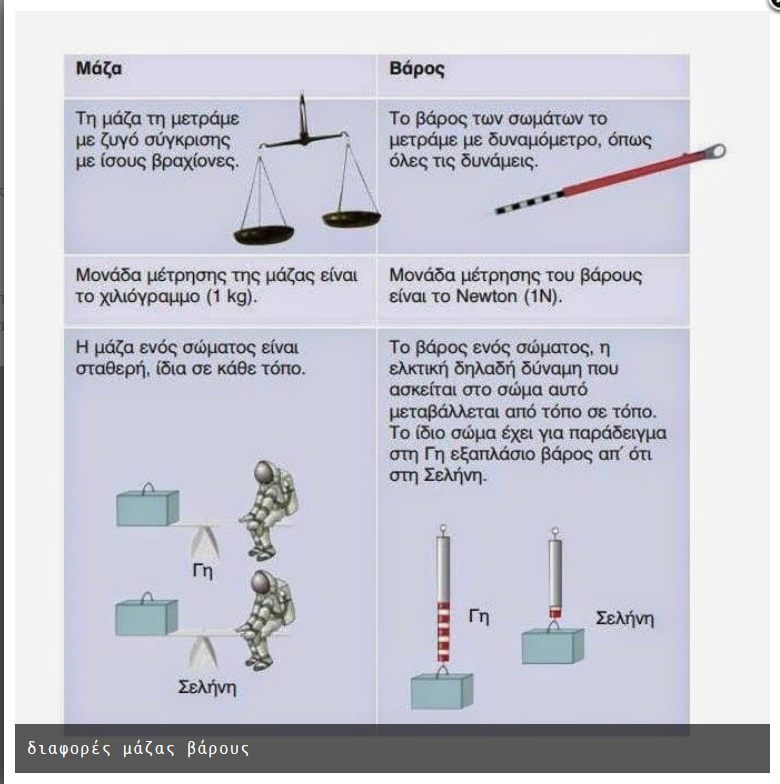 Μάζα
Βάρος
Τη μάζα τη μετράμε
με ζυγό σύγκρισης
με ίσους βραχίονες.
Το βάρος των σωμάτων το
μετράμε με δυναμόμετρο, όπως
όλες τις δυνάμεις.
Μονάδα μέτρησης της μάζας είναι
το χιλιόγραμμο (1 kg).
Μονάδα μέτρησης του βάρους
είναι το Newton (1N).
Η μάζα ενός σώματος είναι
σταθερή, ίδια σε κάθε τόπο.
Το βάρος ενός σώματος, η
ελκτική δηλαδή δύναμη που
ασκείται στο σώμα αυτό
μεταβάλλεται από τόπο σε τόπο.
Το ίδιο σώμα έχει για παράδειγμα
στη Γη εξαπλάσιο βάρος απ΄ ότι
στη Σελήνη.
Γη
Σελήνη
Γη
Σελήνη
διαφορές μάζας βάρους